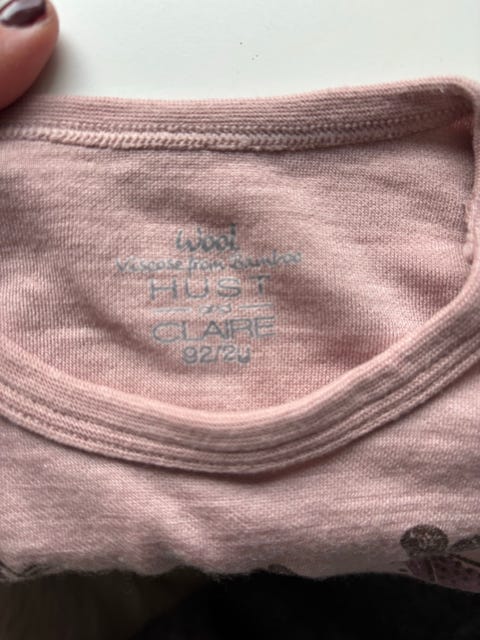 Wool
Viscose from Bamboo
HUST
CLAIRE
92/2Y